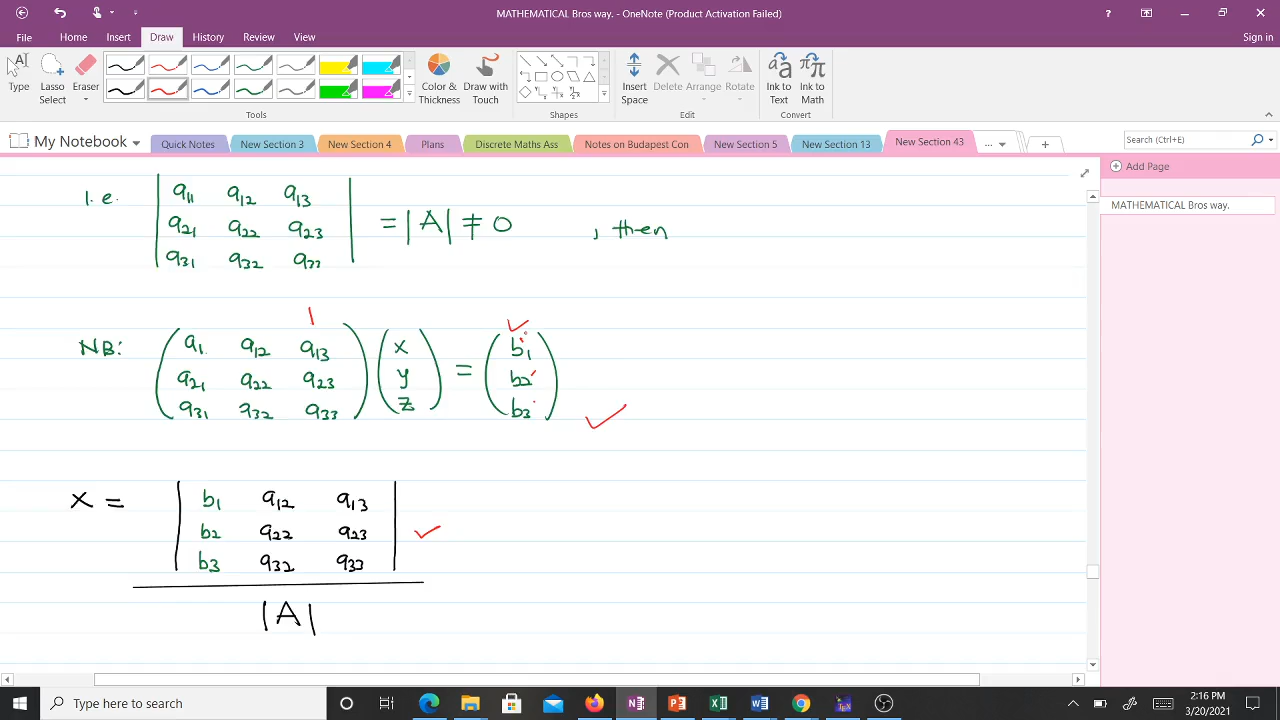 MATHEMATICAL Bros way. - OneNote (Product Activation Failed)
File Home Insert Draw History Review View
Sign in
Type Lasso Select Eraser
Color & Thickness Draw with Touch
Insert Space Delete Arrange Rotate
Ink to Text Ink to Math
Tools Shapes Edit Convert
My Notebook Quick Notes New Section 3 New Section 4 Plans Discrete Maths Ass Notes on Budapest Con New Section 5 New Section 13 New Section 43 ... +
Search (Ctrl+E)
Add Page
MATHEMATICAL Bros way.
I.e. | a11 a12 a13 |
| a21 a22 a23 | = |A| ≠ 0 , then
| a31 a32 a33 |
NB: ( a1. a12 a13 ) ( x ) = ( b1 )
( a21 a22 a23 ) ( y ) ( b2 )
( a31 a32 a33 ) ( z ) ( b3 )
x = | b1 a12 a13 |
| b2 a22 a23 |
| b3 a32 a33 |
|A|
Type here to search
2:16 PM
3/20/2021